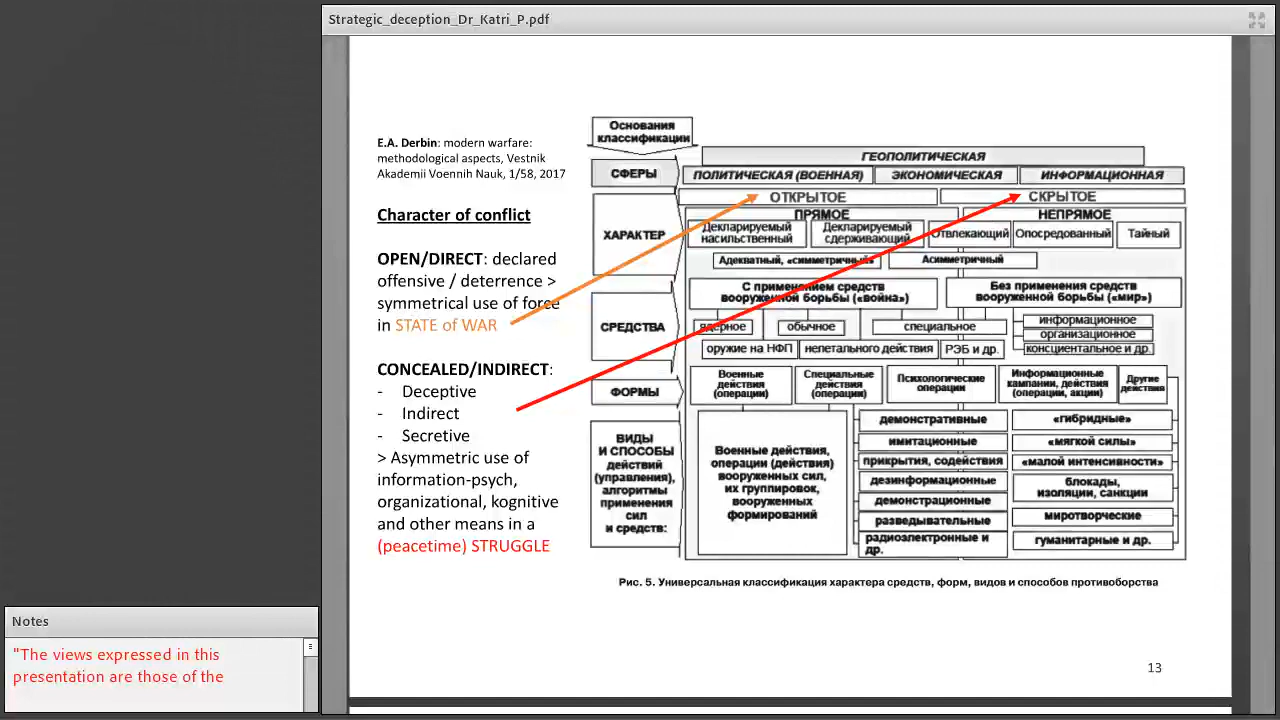 Strategic_deception_Dr_Katri_P.pdf
E.A. Derbin: modern warfare:
methodological aspects, Vestnik
Akademii Voennih Nauk, 1/58, 2017
Character of conflict
OPEN/DIRECT: declared
offensive / deterrence >
symmetrical use of force
in STATE of WAR
CONCEALED/INDIRECT:
- Deceptive
- Indirect
- Secretive
> Asymmetric use of
information-psych,
organizational, kognitive
and other means in a
(peacetime) STRUGGLE
Основания
классификации
ГЕОПОЛИТИЧЕСКАЯ
СФЕРЫ
ПОЛИТИЧЕСКАЯ (ВОЕННАЯ)
ЭКОНОМИЧЕСКАЯ
ИНФОРМАЦИОННАЯ
ОТКРЫТОЕ
СКРЫТОЕ
ХАРАКТЕР
ПРЯМОЕ
НЕПРЯМОЕ
Декларируемый
насильственный
Декларируемый
сдерживающий
Отвлекающий
Опосредованный
Тайный
Адекватный, «симметричный»
Асимметричный
СРЕДСТВА
С применением средств
вооруженной борьбы («война»)
Без применения средств
вооруженной борьбы («мир»)
ядерное
обычное
специальное
информационное
организационное
консциентальное и др.
оружие на НФП
нелетального действия
РЭБ и др.
ФОРМЫ
Военные
действия
(операции)
Специальные
действия
(операции)
Психологические
операции
Информационные
кампании, действия
(операции, акции)
Другие
действия
ВИДЫ
И СПОСОБЫ
действий
(управления),
алгоритмы
применения
сил
и средств:
Военные действия,
операции (действия)
вооруженных сил,
их группировок,
вооруженных
формирований
демонстративные
имитационные
прикрытия, содействия
дезинформационные
демонстрационные
разведывательные
радиоэлектронные и
др.
«гибридные»
«мягкой силы»
«малой интенсивности»
блокады,
изоляции, санкции
миротворческие
гуманитарные и др.
Рис. 5. Универсальная классификация характера средств, форм, видов и способов противоборства
13
Notes
"The views expressed in this
presentation are those of the